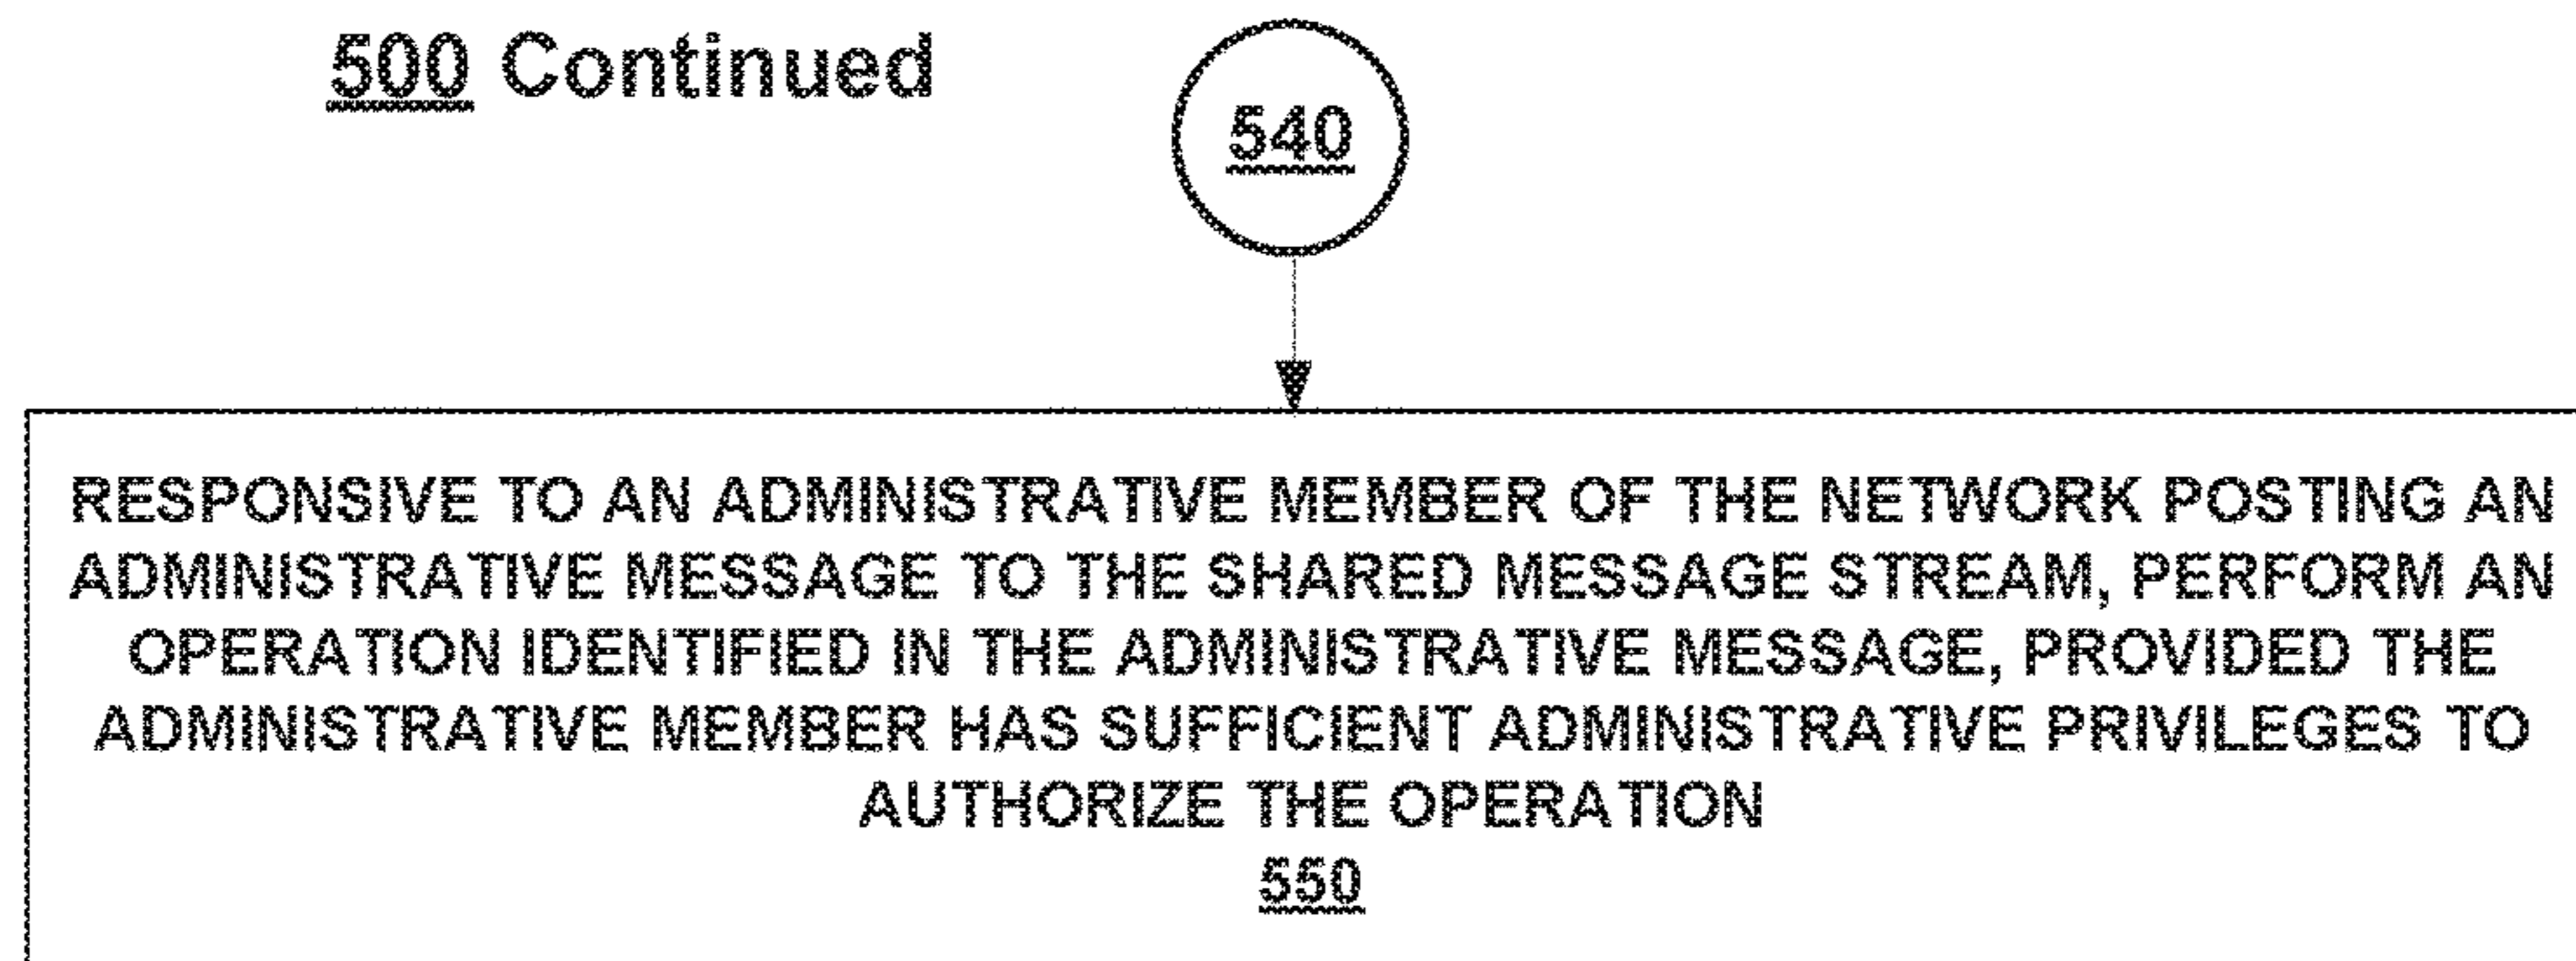 500 Continued
540
RESPONSIVE TO AN ADMINISTRATIVE MEMBER OF THE NETWORK POSTING AN
ADMINISTRATIVE MESSAGE TO THE SHARED MESSAGE STREAM, PERFORM AN
OPERATION IDENTIFIED IN THE ADMINISTRATIVE MESSAGE, PROVIDED THE
ADMINISTRATIVE MEMBER HAS SUFFICIENT ADMINISTRATIVE PRIVILEGES TO
AUTHORIZE THE OPERATION
550